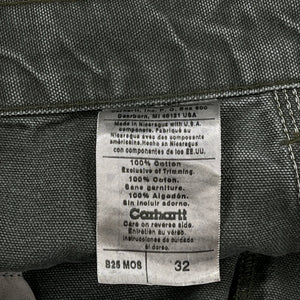 Dearborn, MI 48121 USA
Made in Nicaragua with U.S.A.
components. Fabriqué au
Nicaragua avec des composants
américains. Hecho en Nicaragua
con componentes de los EE.UU.
100% Cotton
Exclusive of Trimming.
100% Coton.
Sans garniture.
100% Algodón.
Sin incluir adorno.
Carhartt
Care on reverse side.
Entretien au verso.
Instrucciones de cuidado
al dorso.
B25 MOS 32